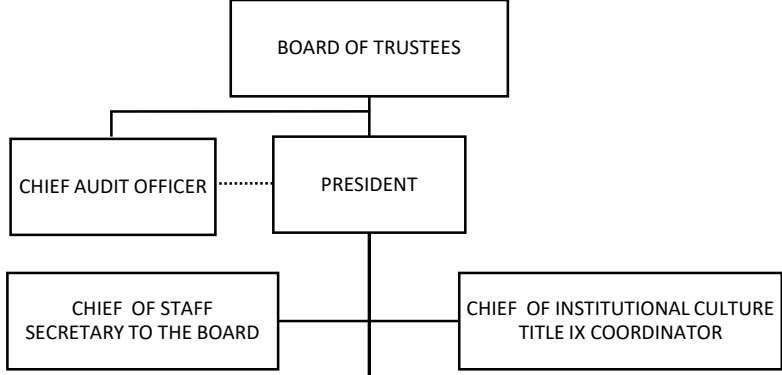 BOARD OF TRUSTEES
CHIEF AUDIT OFFICER
PRESIDENT
CHIEF OF STAFF
SECRETARY TO THE BOARD
CHIEF OF INSTITUTIONAL CULTURE
TITLE IX COORDINATOR